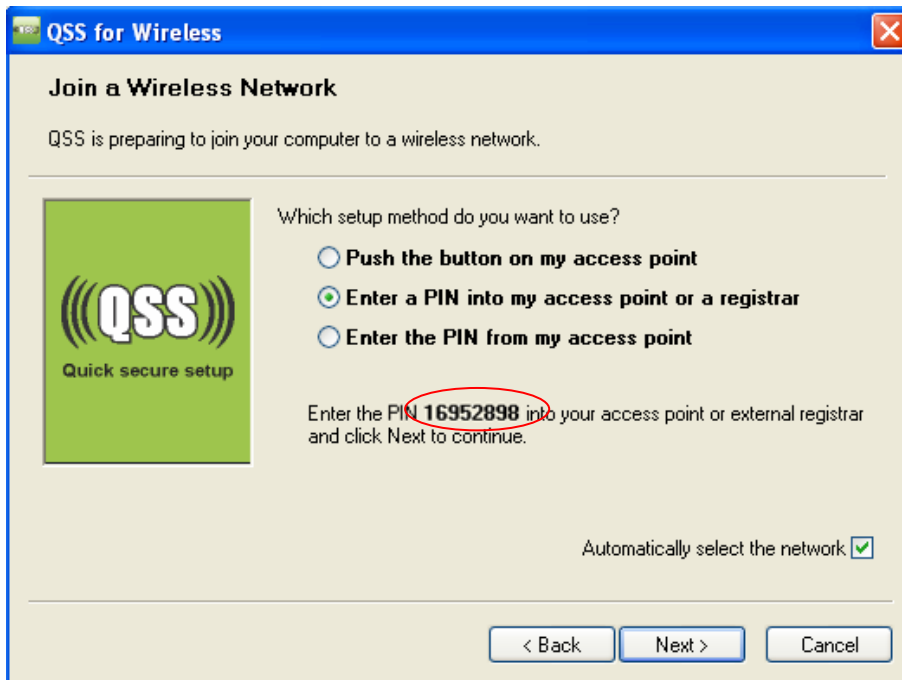 QSS for Wireless
Join a Wireless Network
QSS is preparing to join your computer to a wireless network.
Which setup method do you want to use?
Push the button on my access point
Enter a PIN into my access point or a registrar
Enter the PIN from my access point
(((QSS)))
Quick secure setup
Enter the PIN 16952898 into your access point or external registrar
and click Next to continue.
Automatically select the network
< Back
Next >
Cancel